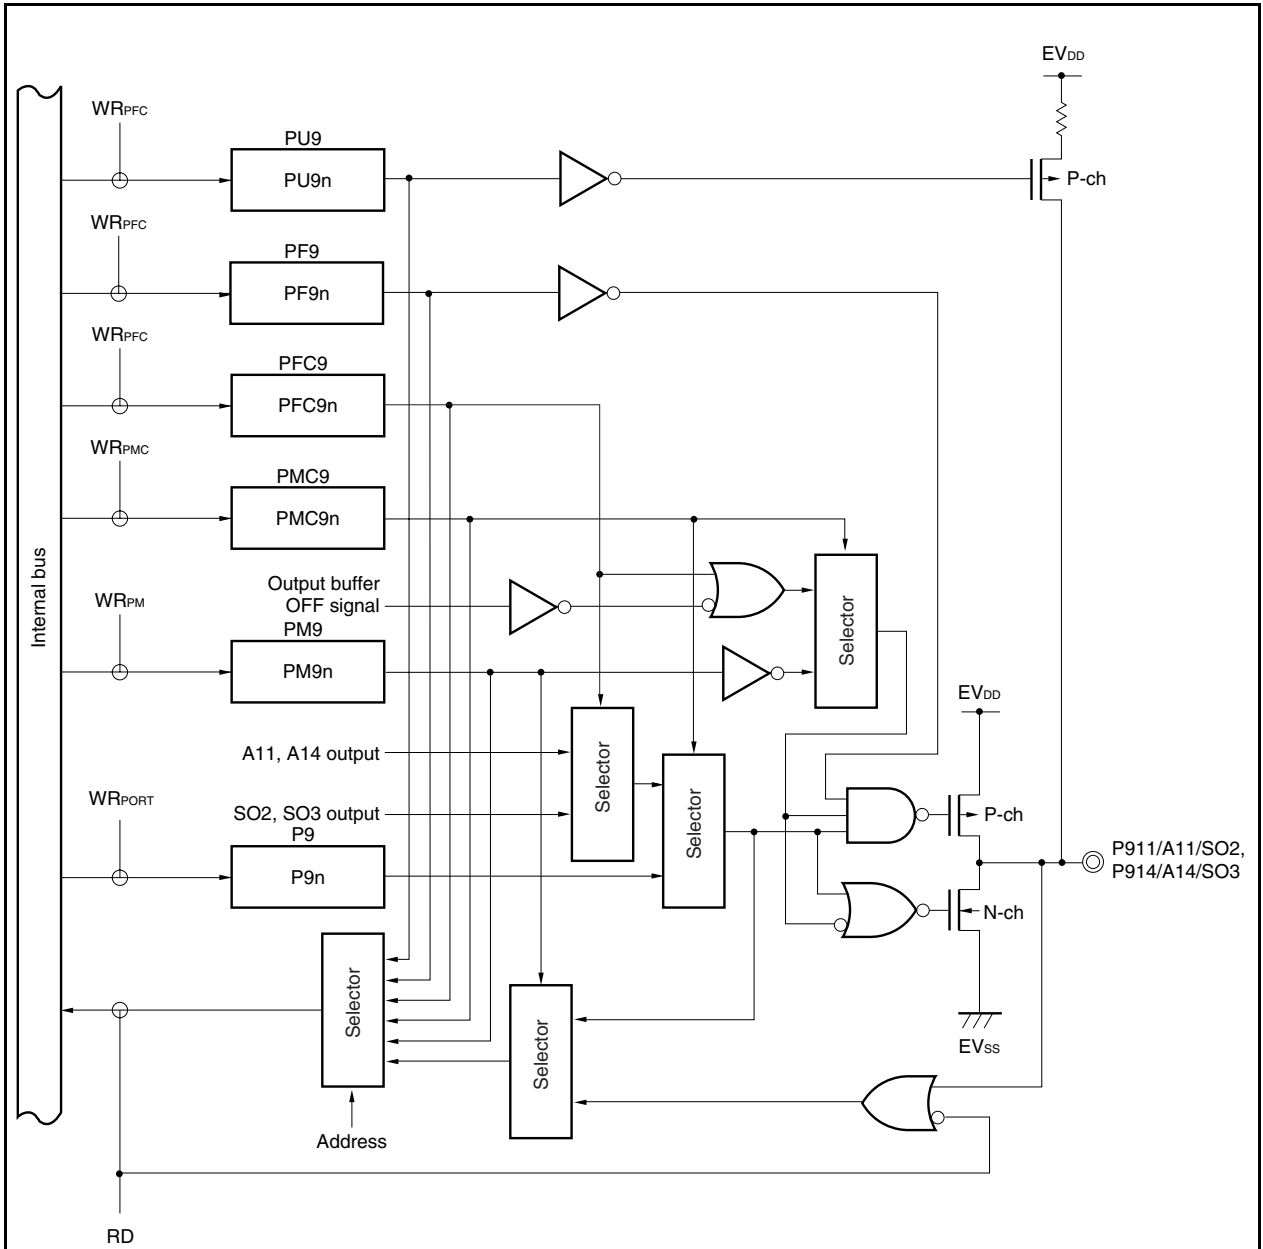 EVDD
WRPFC
PU9
PU9n
P-ch
WRPFC
PF9
PF9n
WRPFC
PFC9
PFC9n
WRPMC
PMC9
PMC9n
Internal bus
Output buffer
OFF signal
Selector
WRPM
PM9
PM9n
EVDD
A11, A14 output
Selector
Selector
WRPORT
SO2, SO3 output
P-ch
P9
P9n
P911/A11/SO2,
P914/A14/SO3
N-ch
Selector
Selector
EVSS
Address
RD